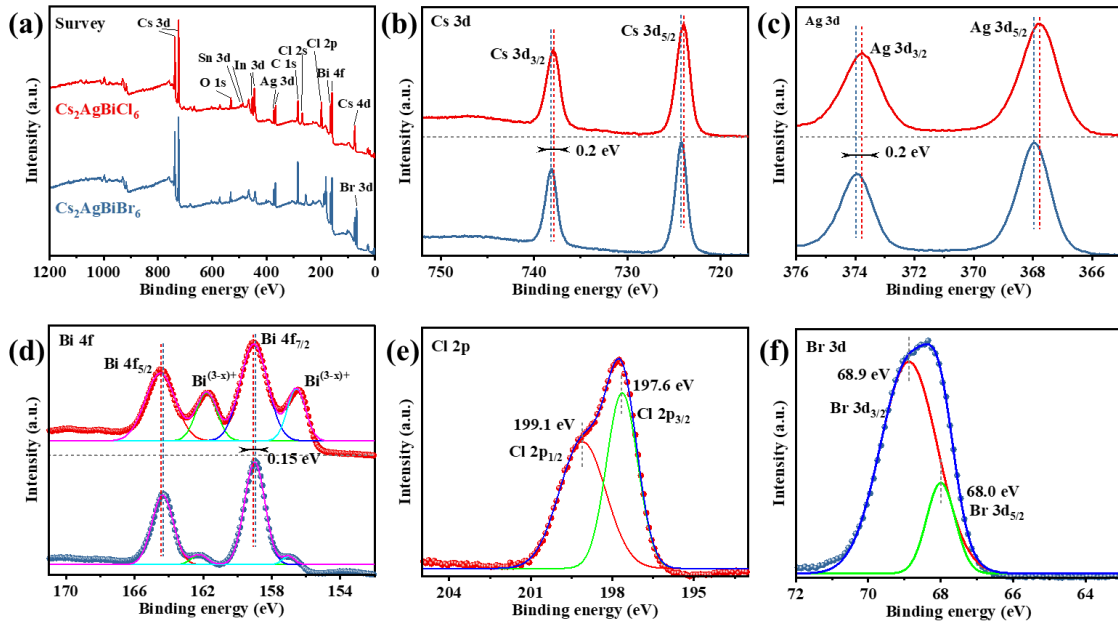 (a)
Survey
Cs 3d
Sn 3d
In 3d
O 1s
Ag 3d
C 1s
Cl 2s
Cl 2p
Bi 4f
Cs 4d
Br 3d
Cs₂AgBiCl₆
Cs₂AgBiBr₆
Intensity (a.u.)
1200 1000 800 600 400 200 0
Binding energy (eV)
(b)
Cs 3d
Cs 3d₃/₂
Cs 3d₅/₂
0.2 eV
Intensity (a.u.)
750 740 730 720
Binding energy (eV)
(c)
Ag 3d
Ag 3d₃/₂
Ag 3d₅/₂
0.2 eV
Intensity (a.u.)
376 374 372 370 368 366
Binding energy (eV)
(d)
Bi 4f
Bi 4f₅/₂
Bi⁽³⁻ˣ⁾⁺
Bi 4f₇/₂
Bi⁽³⁻ˣ⁾⁺
0.15 eV
Intensity (a.u.)
170 166 162 158 154
Binding energy (eV)
(e)
Cl 2p
197.6 eV
Cl 2p₃/₂
199.1 eV
Cl 2p₁/₂
Intensity (a.u.)
204 201 198 195
Binding energy (eV)
(f)
Br 3d
68.9 eV
Br 3d₃/₂
68.0 eV
Br 3d₅/₂
Intensity (a.u.)
72 70 68 66 64
Binding energy (eV)